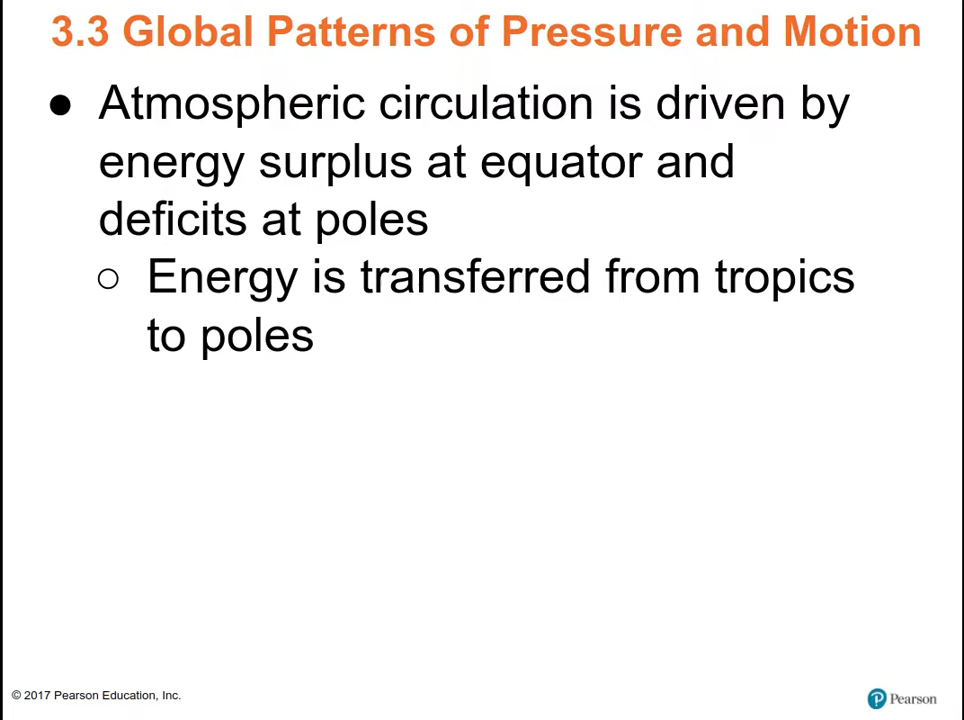 3.3 Global Patterns of Pressure and Motion
● Atmospheric circulation is driven by
energy surplus at equator and
deficits at poles
○ Energy is transferred from tropics
to poles
© 2017 Pearson Education, Inc.
Pearson